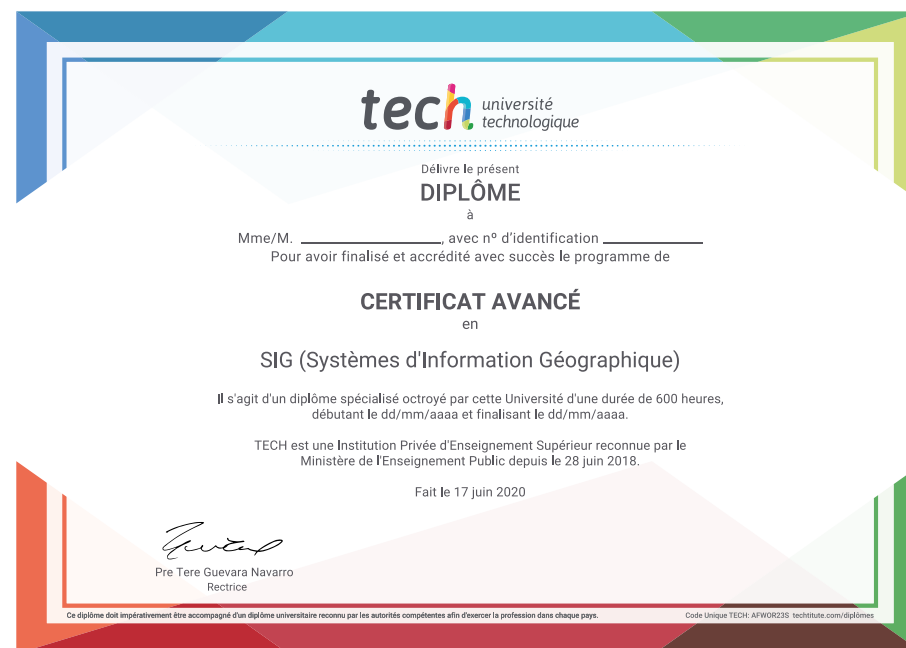 tech université
technologique
Délivre le présent
DIPLÔME
à
Mme/M. ____________________, avec nº d'identification ______________
Pour avoir finalisé et accrédité avec succès le programme de
CERTIFICAT AVANCÉ
en
SIG (Systèmes d'Information Géographique)
Il s'agit d'un diplôme spécialisé octroyé par cette Université d'une durée de 600 heures,
débutant le dd/mm/aaaa et finalisant le dd/mm/aaaa.
TECH est une Institution Privée d'Enseignement Supérieur reconnue par le
Ministère de l'Enseignement Public depuis le 28 juin 2018.
Fait le 17 juin 2020
Pre Tere Guevara Navarro
Rectrice
Ce diplôme doit impérativement être accompagné d'un diplôme universitaire reconnu par les autorités compétentes afin d'exercer la profession dans chaque pays.
Code Unique TECH: AFWOR23S techtitute.com/diplômes